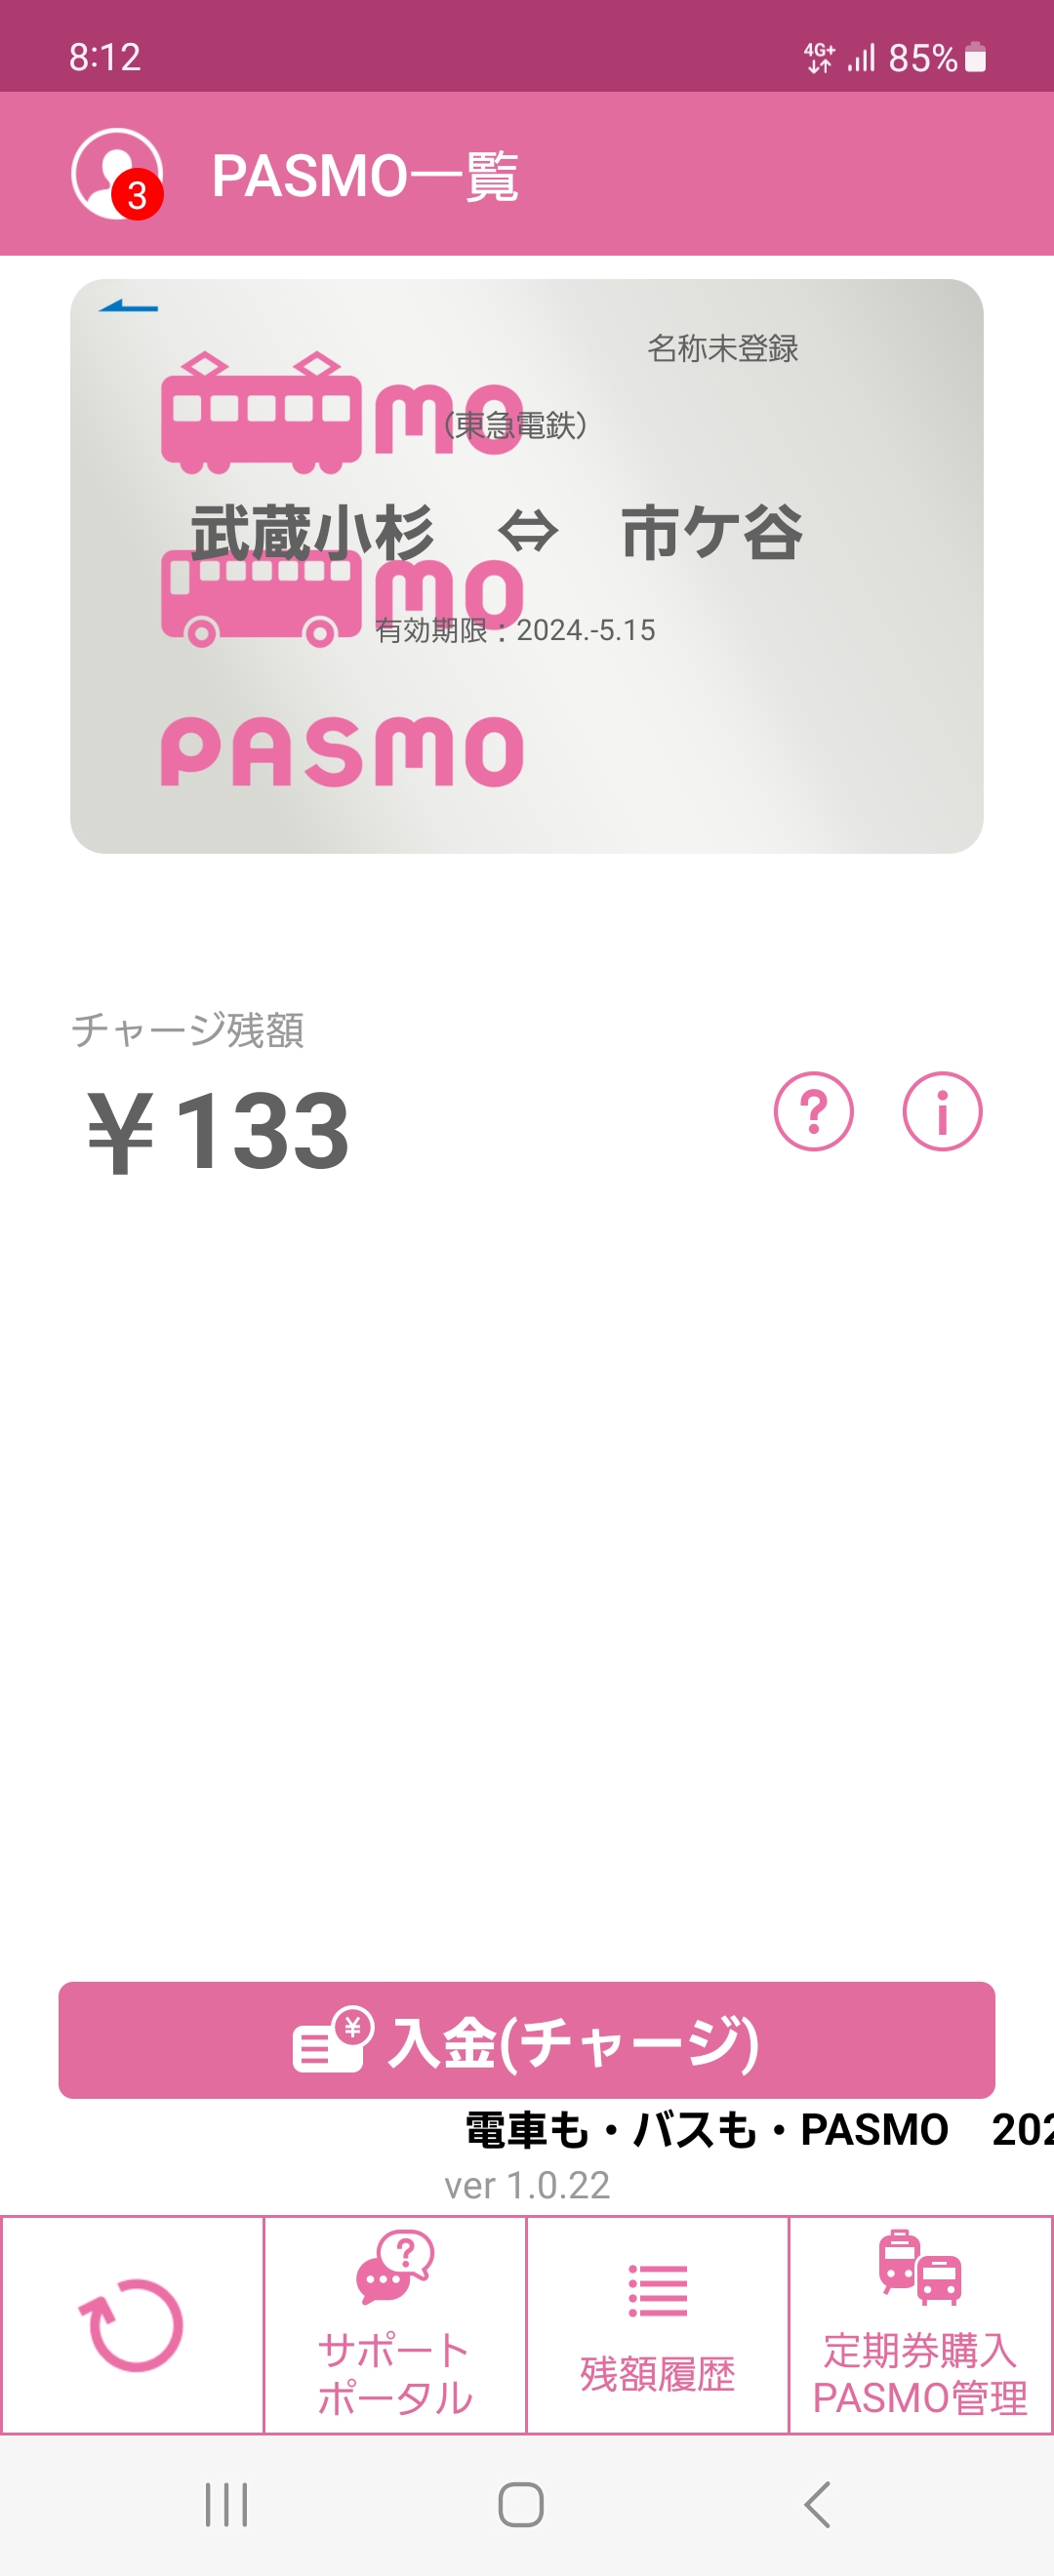 8:12
4G+ 85%
3
PASMO一覧
名称未登録
mo
(東急電鉄)
武蔵小杉 ⇔ 市ケ谷
mo
有効期限：2024.-5.15
PASMO
チャージ残額
￥133
? i
¥ 入金(チャージ)
電車も・バスも・PASMO 202
ver 1.0.22
?
サポート
ポータル
残額履歴
定期券購入
PASMO管理